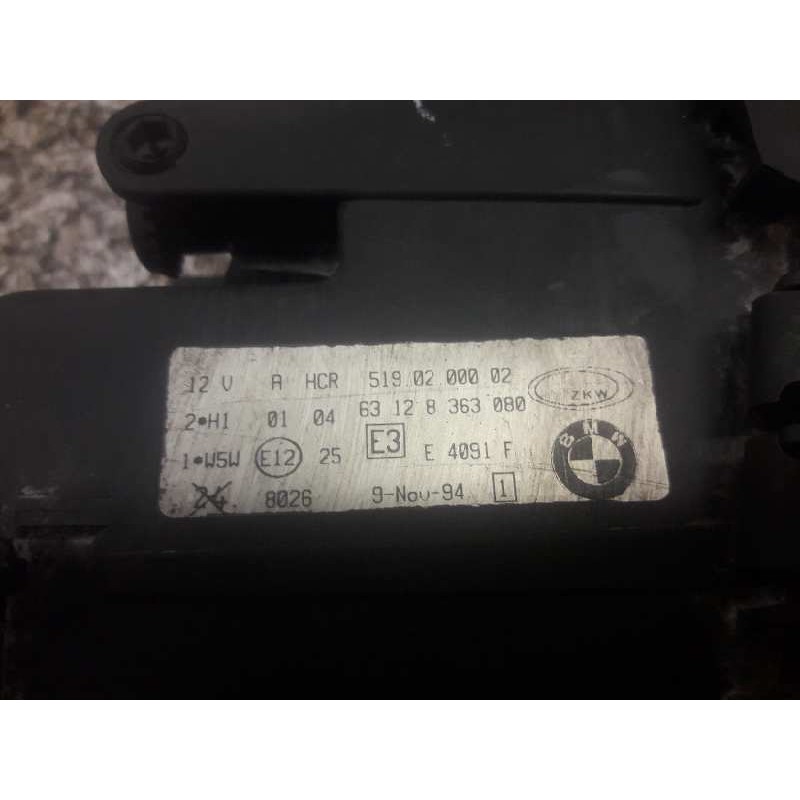 12 V A HCR 519 02 000 02
ZKW
2•H1 01 04 63 12 8 363 080
1•W5W E12 25 E3 E 4091 F
BMW
24 8026 9-Nov-94 1